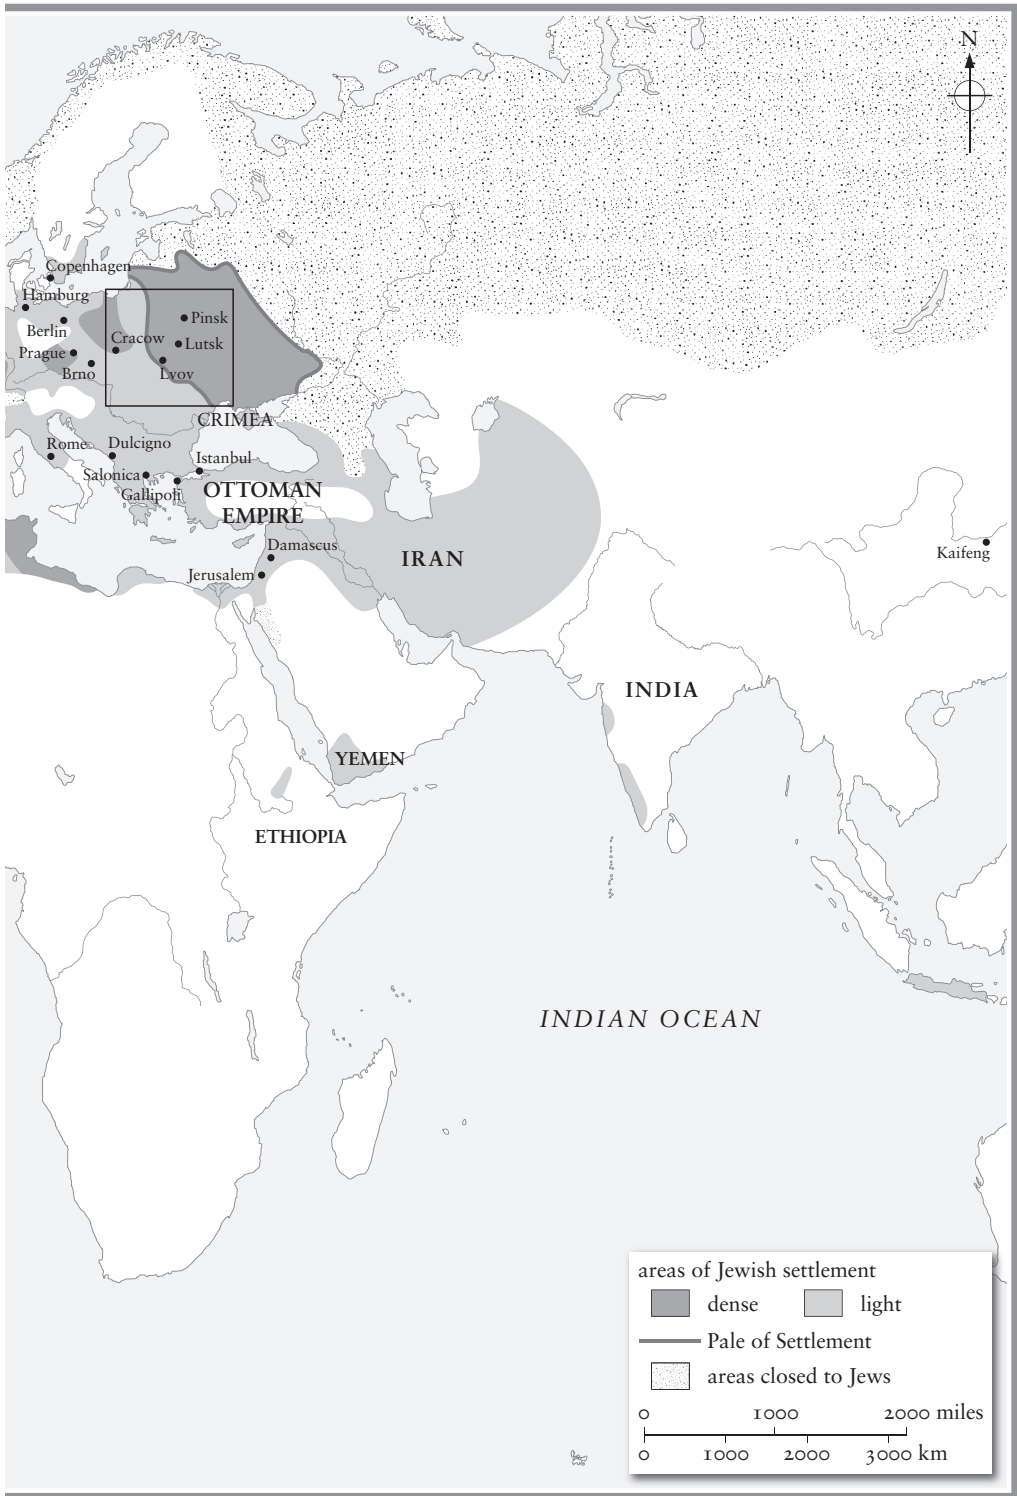 N
Copenhagen
Hamburg
Berlin
Pinsk
Cracow
Lutsk
Prague
Brno
Lvov
CRIMEA
Rome
Dulcigno
Istanbul
Salonica
Gallipoli
OTTOMAN
EMPIRE
Damascus
Jerusalem
IRAN
Kaifeng
INDIA
YEMEN
ETHIOPIA
INDIAN OCEAN
areas of Jewish settlement
dense light
Pale of Settlement
areas closed to Jews
0 1000 2000 miles
0 1000 2000 3000 km